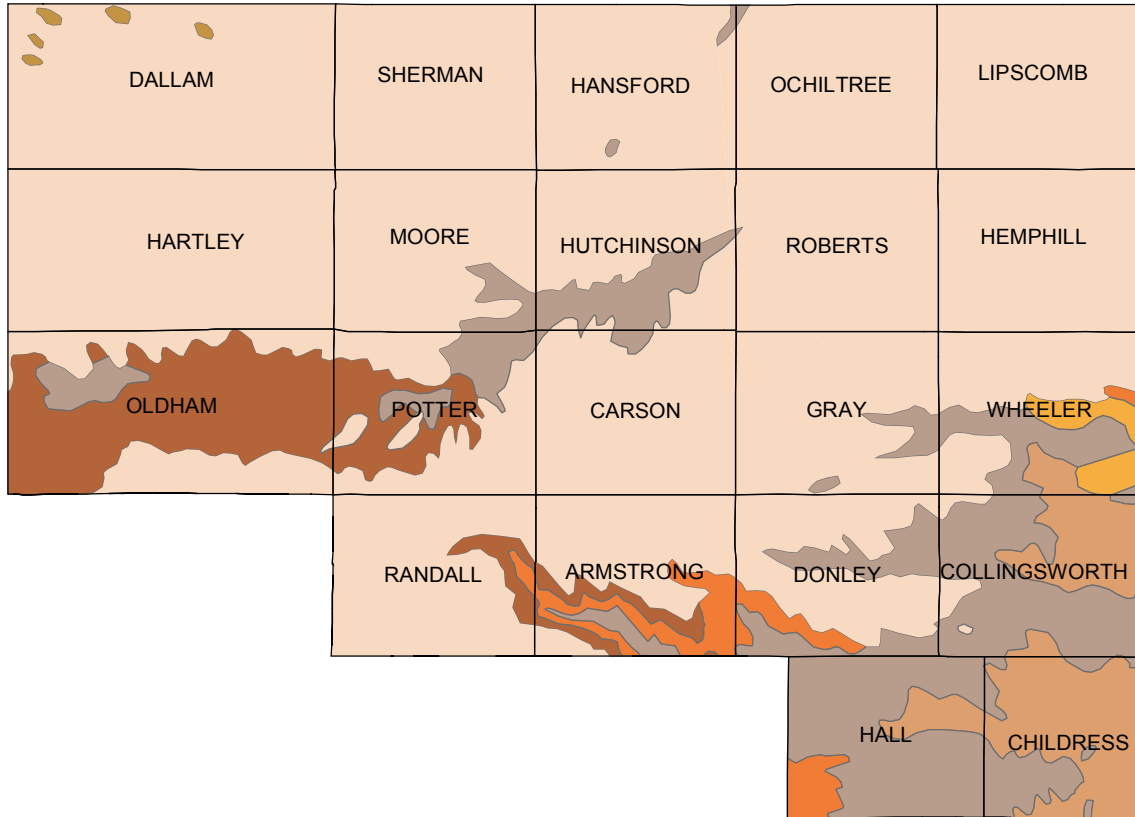 DALLAM
SHERMAN
HANSFORD
OCHILTREE
LIPSCOMB
HARTLEY
MOORE
HUTCHINSON
ROBERTS
HEMPHILL
OLDHAM
POTTER
CARSON
GRAY
WHEELER
RANDALL
ARMSTRONG
DONLEY
COLLINGSWORTH
HALL
CHILDRESS